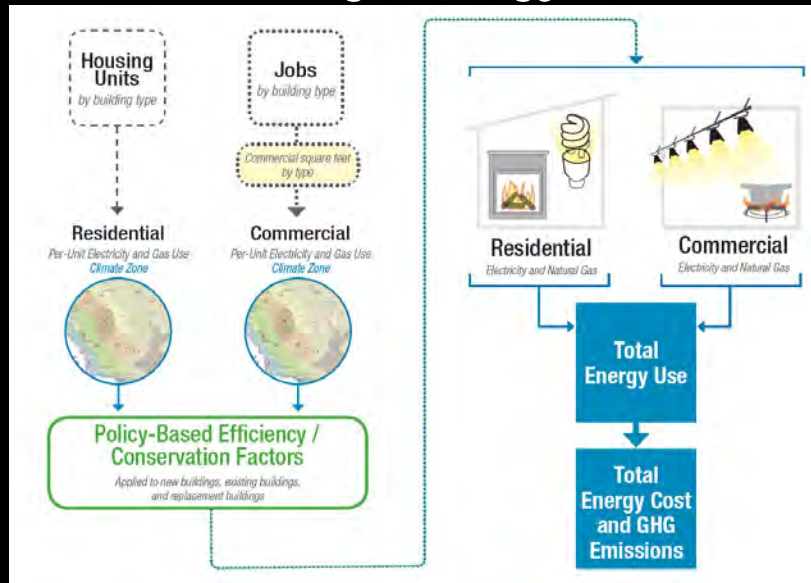 Housing
Units
by building type
Jobs
by building type
Commercial square feet
by type
Residential
Per-Unit Electricity and Gas Use
Climate Zone
Commercial
Per-Unit Electricity and Gas Use
Climate Zone
Policy-Based Efficiency /
Conservation Factors
Applied to new buildings, existing buildings,
and replacement buildings
Residential
Electricity and Natural Gas
Commercial
Electricity and Natural Gas
Total
Energy Use
Total
Energy Cost
and GHG
Emissions